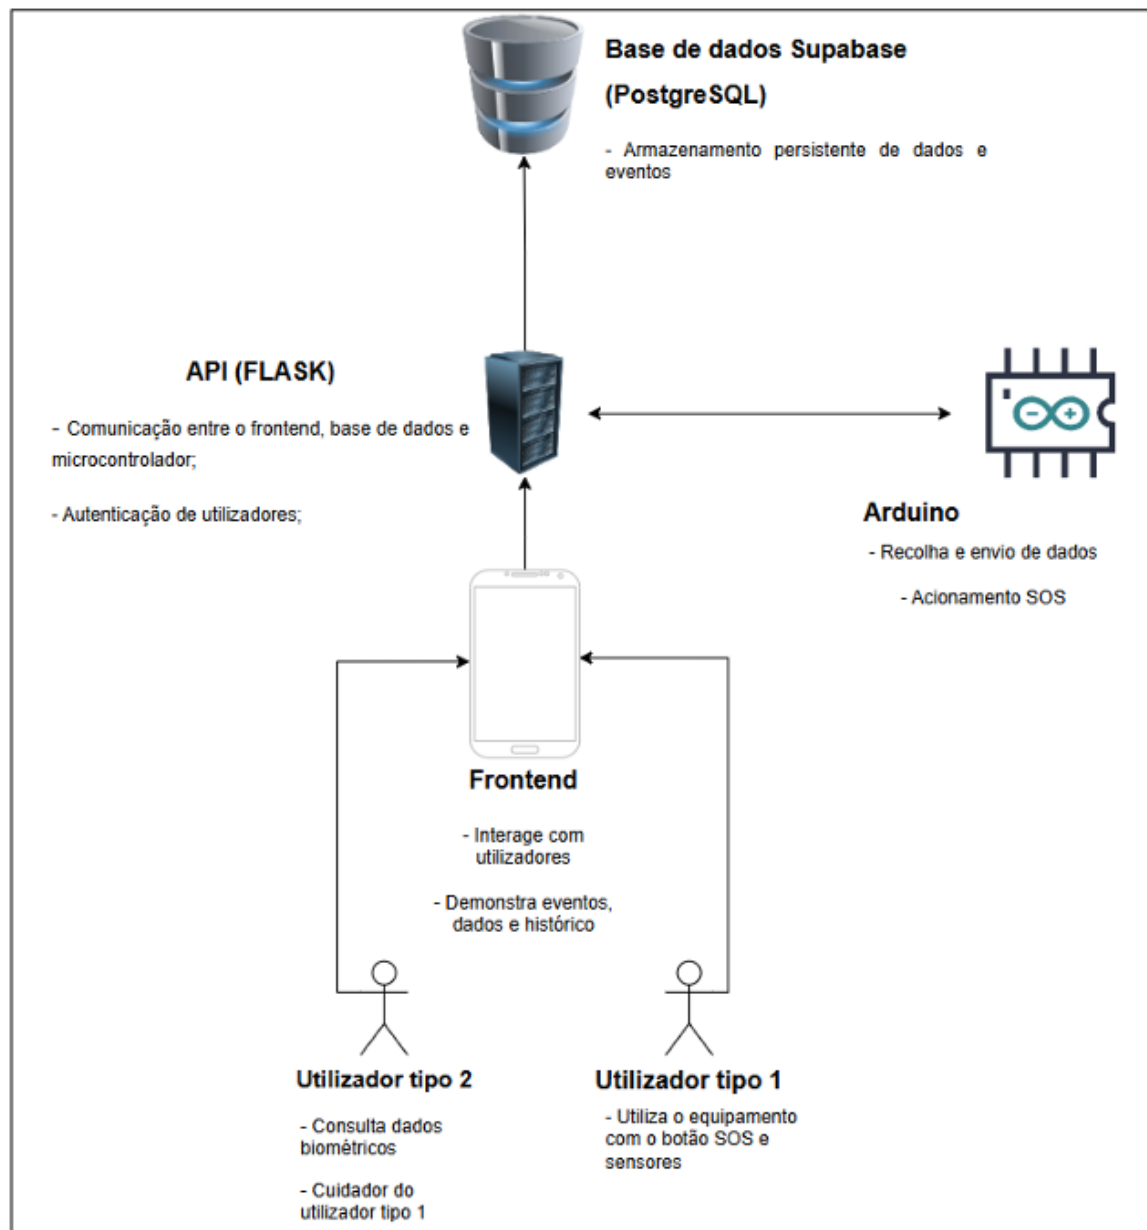 Base de dados Supabase
(PostgreSQL)
- Armazenamento persistente de dados e
eventos
API (FLASK)
- Comunicação entre o frontend, base de dados e
microcontrolador;
- Autenticação de utilizadores;
Arduino
- Recolha e envio de dados
- Acionamento SOS
Frontend
- Interage com
utilizadores
- Demonstra eventos,
dados e histórico
Utilizador tipo 2
- Consulta dados
biométricos
- Cuidador do
utilizador tipo 1
Utilizador tipo 1
- Utiliza o equipamento
com o botão SOS e
sensores